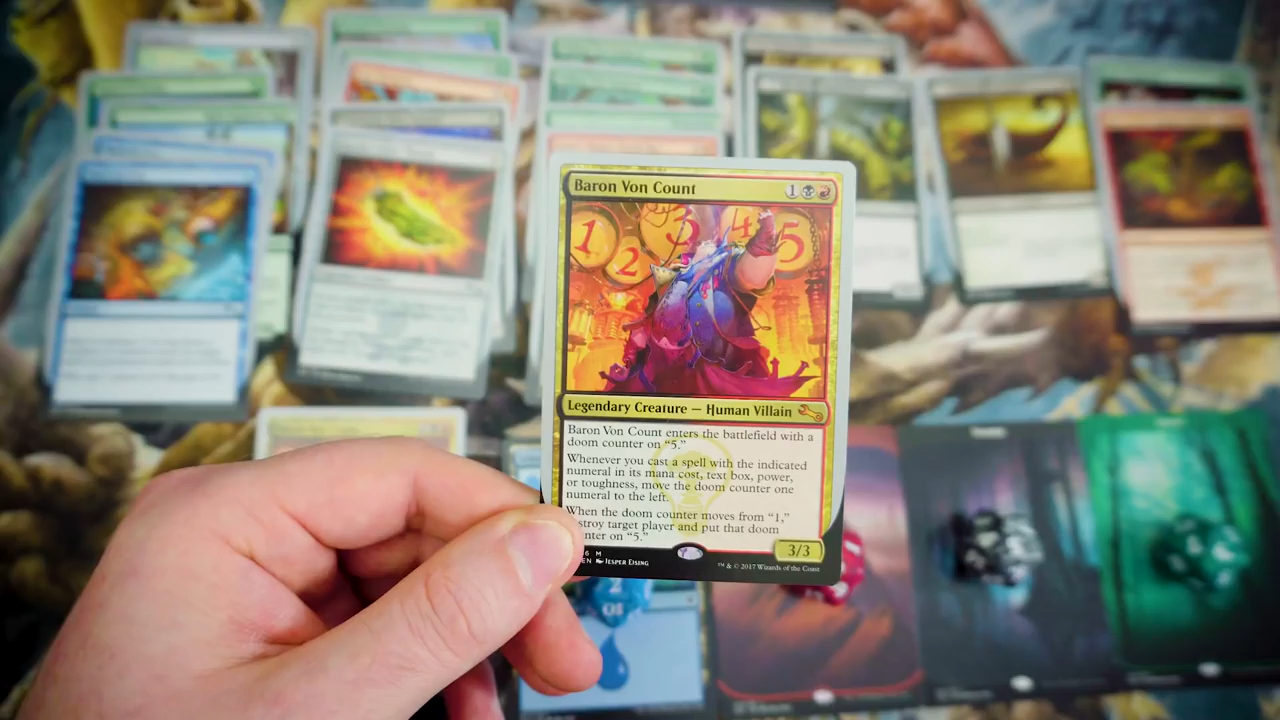 Baron Von Count 1
1 2 3 4 5
Legendary Creature — Human Villain
Baron Von Count enters the battlefield with a
doom counter on “5.”
Whenever you cast a spell with the indicated
numeral in its mana cost, text box, power,
or toughness, move the doom counter one
numeral to the left.
When the doom counter moves from “1,”
stroy target player and put that doom
nter on “5.”
3/3
6 M
EN Jesper Ejsing
™ & © 2017 Wizards of the Coast